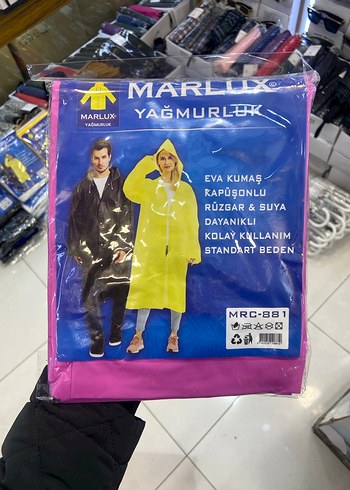 MARLUX
YAĞMURLUK
MARLUX
YAĞMURLUK
EVA KUMAŞ
KAPÜŞONLU
RÜZGAR & SUYA
DAYANIKLI
KOLAY KULLANIM
STANDART BEDEN
MRC-881